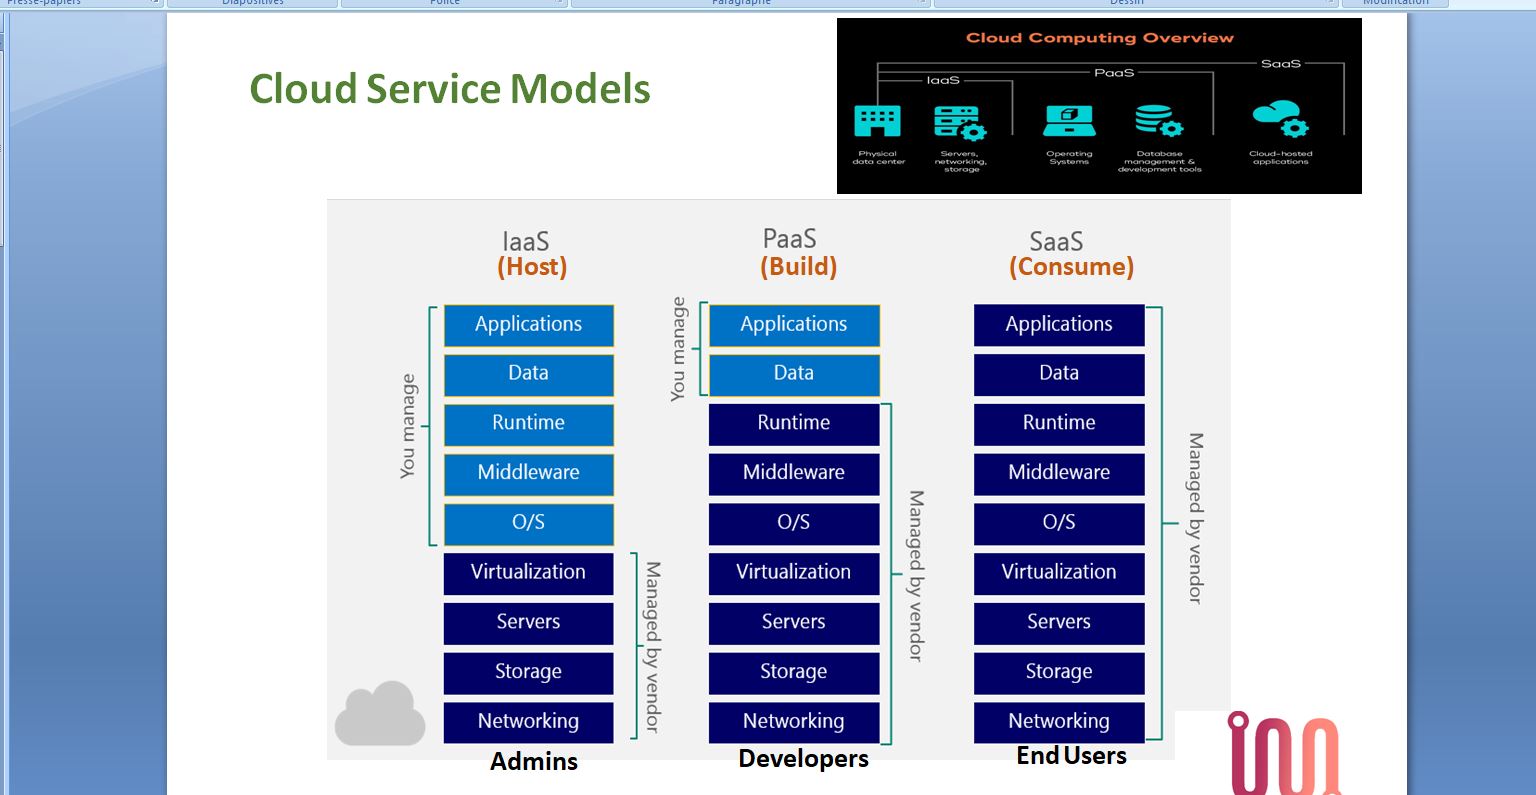 Presse-papiers
Diapositives
Police
Paragraphe
Dessin
Modification
Cloud Service Models
Cloud Computing Overview
IaaS
PaaS
SaaS
Physical
data center
Servers,
networking,
storage
Operating
Systems
Database
management &
development tools
Cloud-hosted
applications
IaaS
(Host)
You manage
Applications
Data
Runtime
Middleware
O/S
Virtualization
Servers
Storage
Networking
Managed by vendor
Admins
PaaS
(Build)
You manage
Applications
Data
Runtime
Middleware
O/S
Virtualization
Servers
Storage
Networking
Managed by vendor
Developers
SaaS
(Consume)
Applications
Data
Runtime
Middleware
O/S
Virtualization
Servers
Storage
Networking
Managed by vendor
End Users